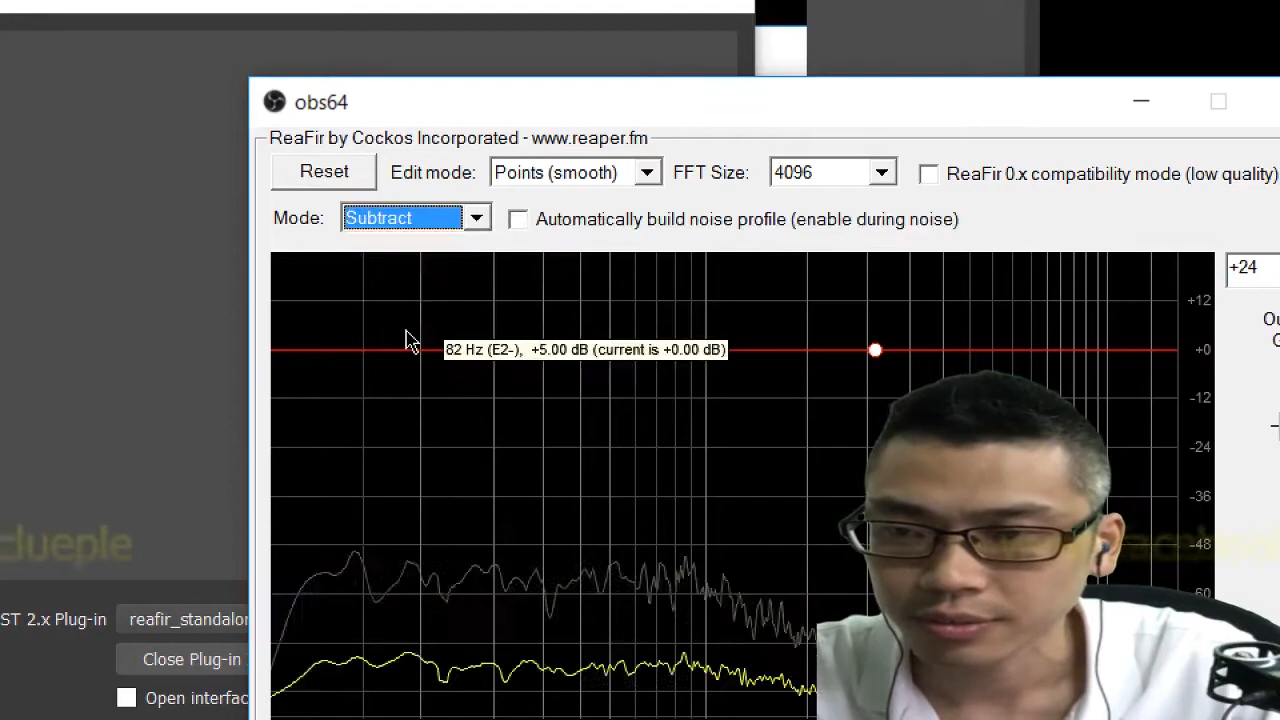 obs64
ReaFir by Cockos Incorporated - www.reaper.fm
Reset Edit mode: Points (smooth) FFT Size: 4096 ReaFir 0.x compatibility mode (low quality)
Mode: Subtract Automatically build noise profile (enable during noise)
+24
+12
82 Hz (E2-), +5.00 dB (current is +0.00 dB)
+0
-12
-24
-36
-48
60
clueple
ST 2.x Plug-in reafir_standalon
Close Plug-in
Open interfac